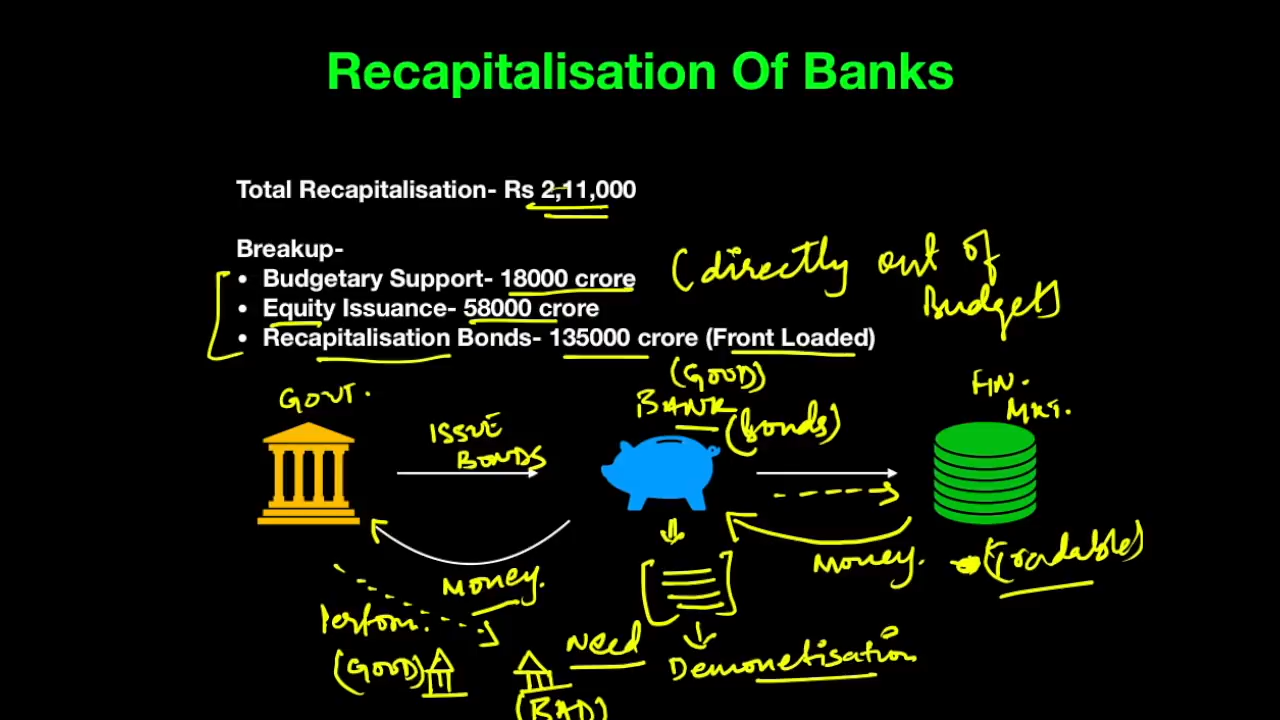 Recapitalisation Of Banks
Total Recapitalisation- Rs 2,11,000
Breakup-
• Budgetary Support- 18000 crore
• Equity Issuance- 58000 crore
• Recapitalisation Bonds- 135000 crore (Front Loaded)
(directly out of
Budget)
GOVT.
ISSUE
BONDS
(GOOD)
BANK
(Bonds)
FIN.
MKT.
Money.
Money.
(Tradable)
Perform.
(GOOD)
Need
(BAD)
Demonetisation